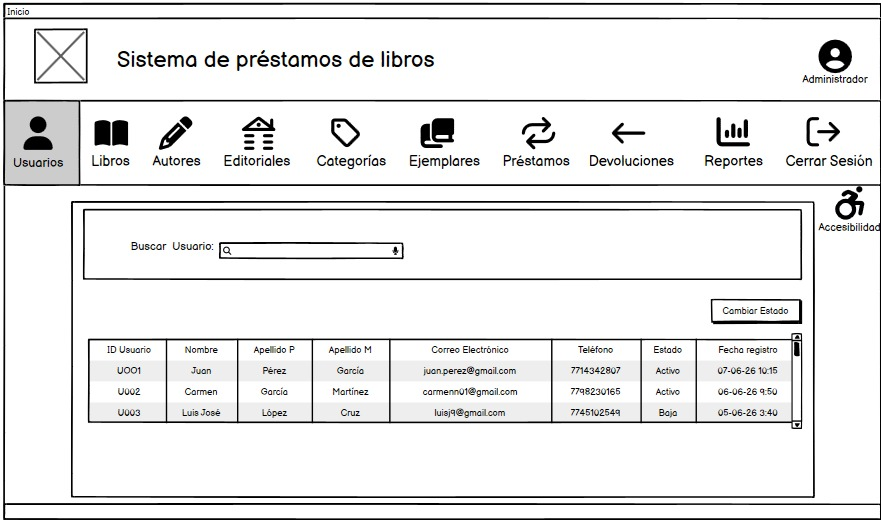 Inicio
Sistema de préstamos de libros
Administrador
Usuarios Libros Autores Editoriales Categorías Ejemplares Préstamos Devoluciones Reportes Cerrar Sesión
Accesibilidad
Buscar Usuario:
Cambiar Estado
ID Usuario Nombre Apellido P Apellido M Correo Electrónico Teléfono Estado Fecha registro
U001 Juan Pérez García juan.perez@gmail.com 7714342807 Activo 07-06-26 10:15
U002 Carmen García Martínez carmenn01@gmail.com 7798230165 Activo 06-06-26 9:50
U003 Luis José López Cruz luisj9@gmail.com 7745102549 Baja 05-06-26 3:40